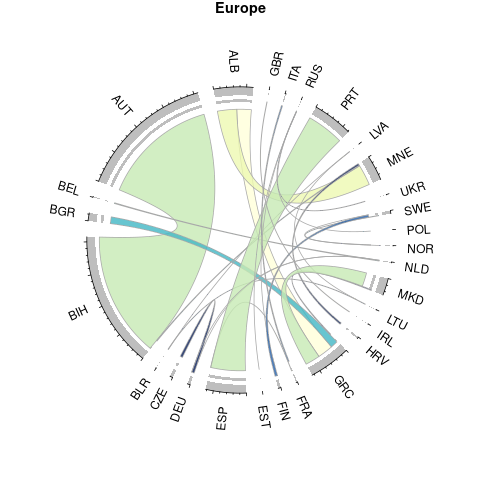 Europe
ALB
GBR
ITA
RUS
PRT
LVA
MNE
UKR
SWE
POL
NOR
NLD
MKD
LTU
IRL
HRV
GRC
FRA
FIN
EST
ESP
DEU
CZE
BLR
BIH
BGR
BEL
AUT